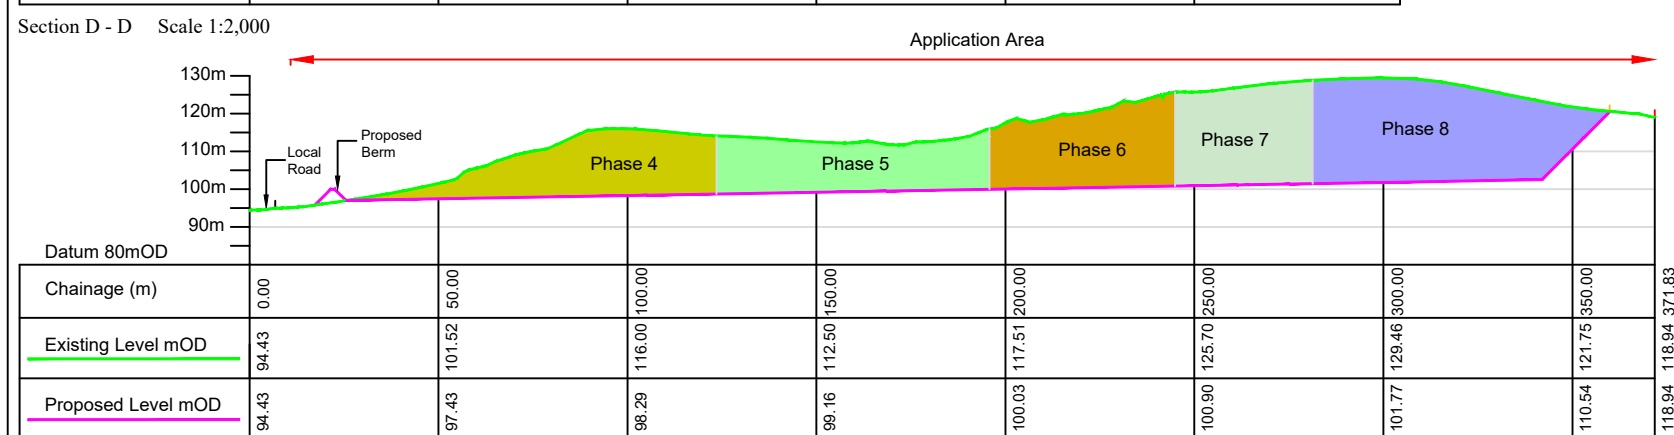 Section D - D Scale 1:2,000
Application Area
130m
120m
110m
100m
90m
Local
Road
Proposed
Berm
Phase 4
Phase 5
Phase 6
Phase 7
Phase 8
Datum 80mOD
Chainage (m) 0.00 50.00 100.00 150.00 200.00 250.00 300.00 350.00 371.83
Existing Level mOD 94.43 101.52 116.00 112.50 117.51 125.70 129.46 121.75 118.94
Proposed Level mOD 94.43 97.43 98.29 99.16 100.03 100.90 101.77 110.54 118.94